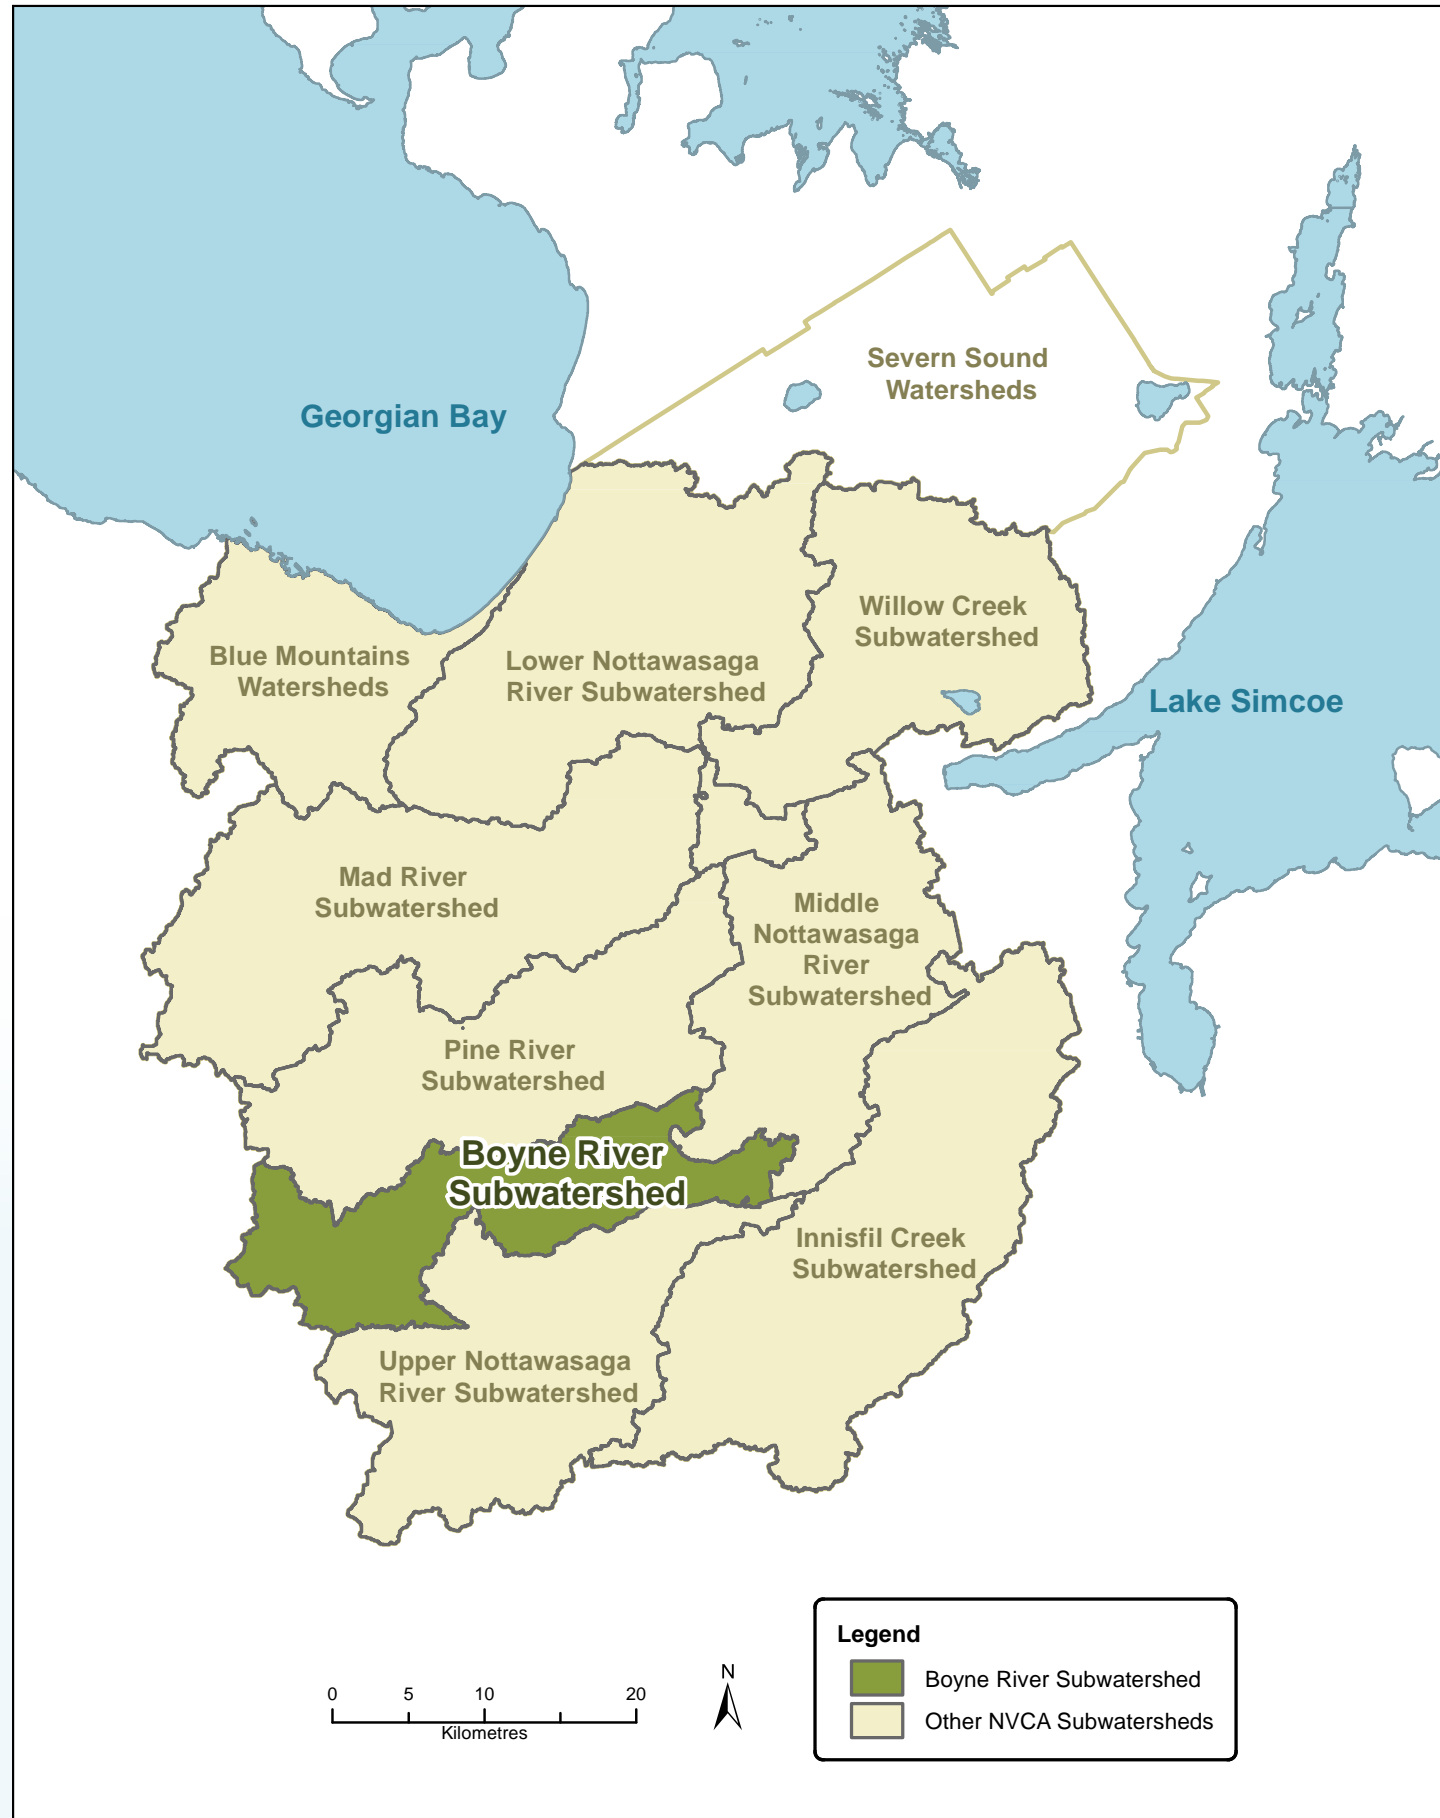 Severn Sound
Watersheds
Georgian Bay
Willow Creek
Subwatershed
Blue Mountains
Watersheds
Lower Nottawasaga
River Subwatershed
Lake Simcoe
Mad River
Subwatershed
Middle
Nottawasaga
River
Subwatershed
Pine River
Subwatershed
Boyne River
Subwatershed
Innisfil Creek
Subwatershed
Upper Nottawasaga
River Subwatershed
Legend
Boyne River Subwatershed
Other NVCA Subwatersheds
N
0 5 10 20
Kilometres